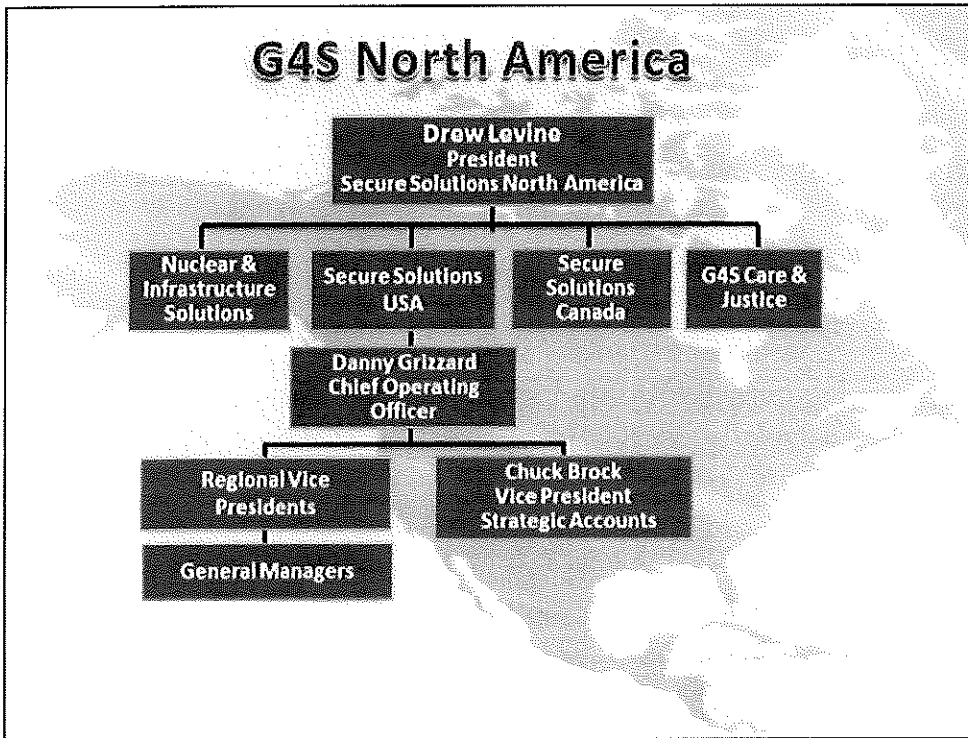 G4S North America
Drew Levine
President
Secure Solutions North America
Nuclear &
Infrastructure
Solutions
Secure Solutions
USA
Secure
Solutions
Canada
G4S Care &
Justice
Danny Grizzard
Chief Operating
Officer
Regional Vice
Presidents
Chuck Brock
Vice President
Strategic Accounts
General Managers